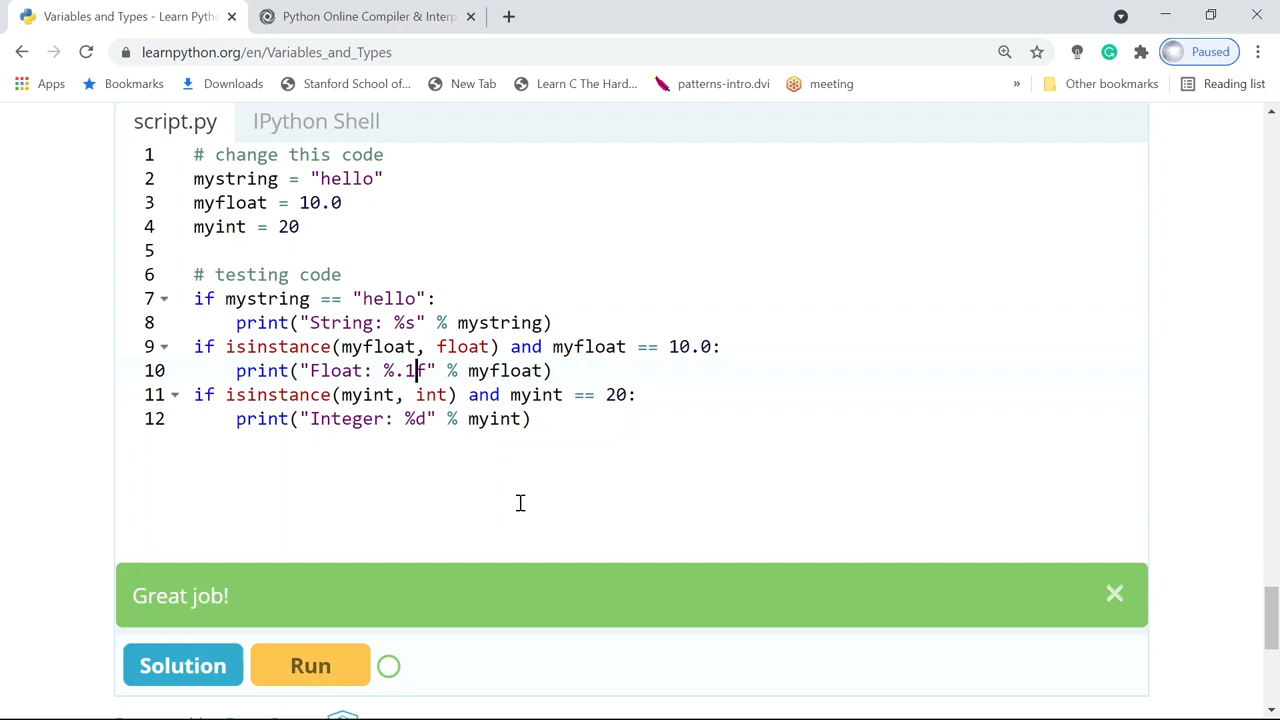 Variables and Types - Learn Pyth
Python Online Compiler & Interp
learnpython.org/en/Variables_and_Types
Paused
Apps
Bookmarks
Downloads
Stanford School of...
New Tab
Learn C The Hard...
patterns-intro.dvi
meeting
»
Other bookmarks
Reading list
script.py
IPython Shell
1 # change this code
2 mystring = "hello"
3 myfloat = 10.0
4 myint = 20
5
6 # testing code
7 if mystring == "hello":
8     print("String: %s" % mystring)
9 if isinstance(myfloat, float) and myfloat == 10.0:
10     print("Float: %.1f" % myfloat)
11 if isinstance(myint, int) and myint == 20:
12     print("Integer: %d" % myint)
Great job!
Solution
Run